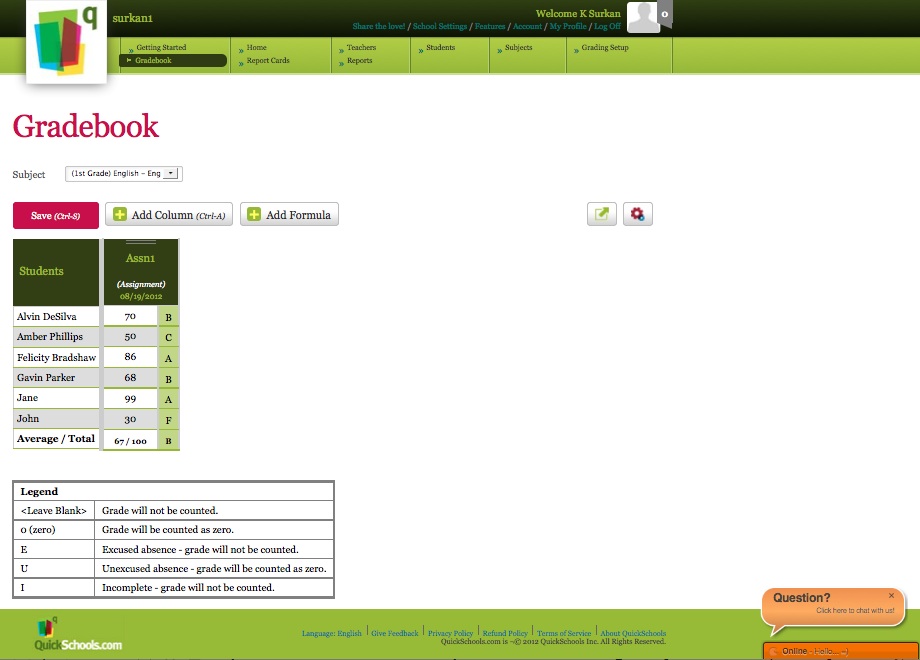 q
surkan1
Welcome K Surkan
0
Share the love! / School Settings / Features / Account / My Profile / Log Off
Getting Started
Gradebook
Home
Report Cards
Teachers
Reports
Students
Subjects
Grading Setup
Gradebook
Subject (1st Grade) English - Eng
Save (Ctrl-S) Add Column (Ctrl-A) Add Formula
Students Assn1
(Assignment)
08/19/2012
Alvin DeSilva 70 B
Amber Phillips 50 C
Felicity Bradshaw 86 A
Gavin Parker 68 B
Jane 99 A
John 30 F
Average / Total 67 / 100 B
Legend
<Leave Blank> Grade will not be counted.
0 (zero) Grade will be counted as zero.
E Excused absence - grade will not be counted.
U Unexcused absence - grade will be counted as zero.
I Incomplete - grade will not be counted.
Question? ×
Click here to chat with us!
q
QuickSchools.com
Language: English | Give Feedback | Privacy Policy | Refund Policy | Terms of Service | About QuickSchools
QuickSchools.com is ~© 2012 QuickSchools Inc. All Rights Reserved.
Online - Hello... =)